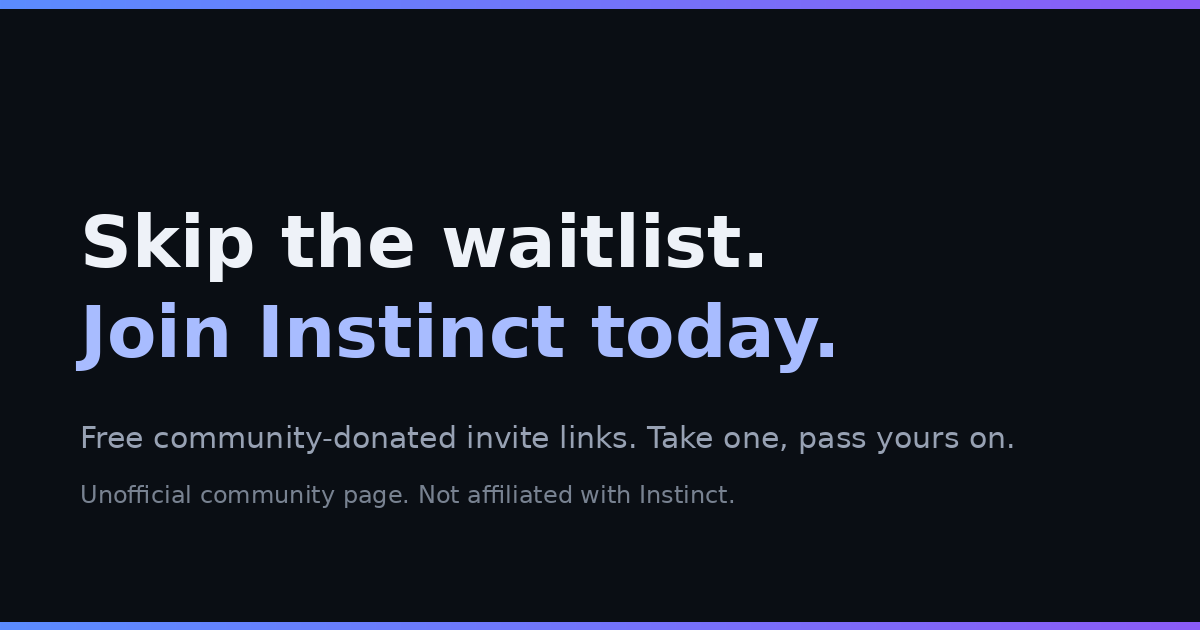 Skip the waitlist.
Join Instinct today.
Free community-donated invite links. Take one, pass yours on.
Unofficial community page. Not affiliated with Instinct.